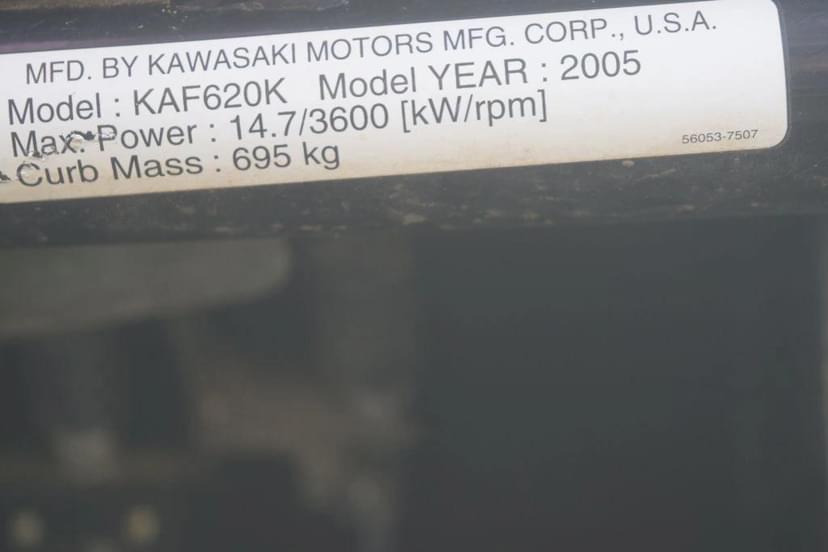 MFD. BY KAWASAKI MOTORS MFG. CORP., U.S.A.
Model : KAF620K Model YEAR : 2005
Max. Power : 14.7/3600 [kW/rpm]
Curb Mass : 695 kg
56053-7507